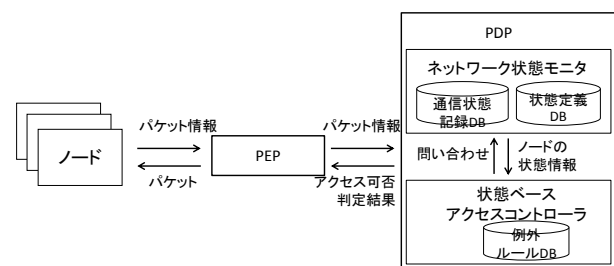 PDP
ネットワーク状態モニタ
通信状態
記録DB
状態定義
DB
パケット情報
パケット情報
ノード
PEP
パケット
アクセス可否
判定結果
問い合わせ
ノードの
状態情報
状態ベース
アクセスコントローラ
例外
ルールDB